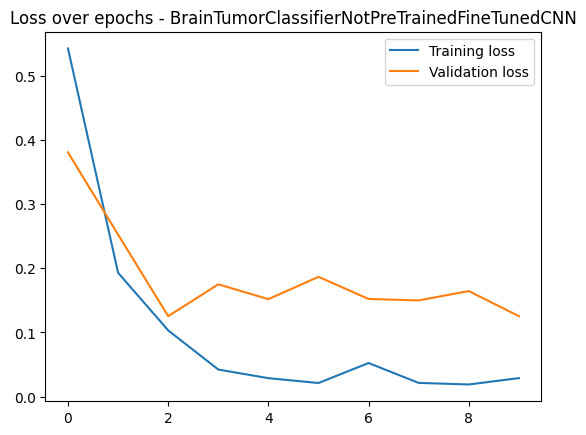 Loss over epochs - BrainTumorClassifierNotPreTrainedFineTunedCNN
Training loss
Validation loss
0.5
0.4
0.3
0.2
0.1
0.0
0 2 4 6 8